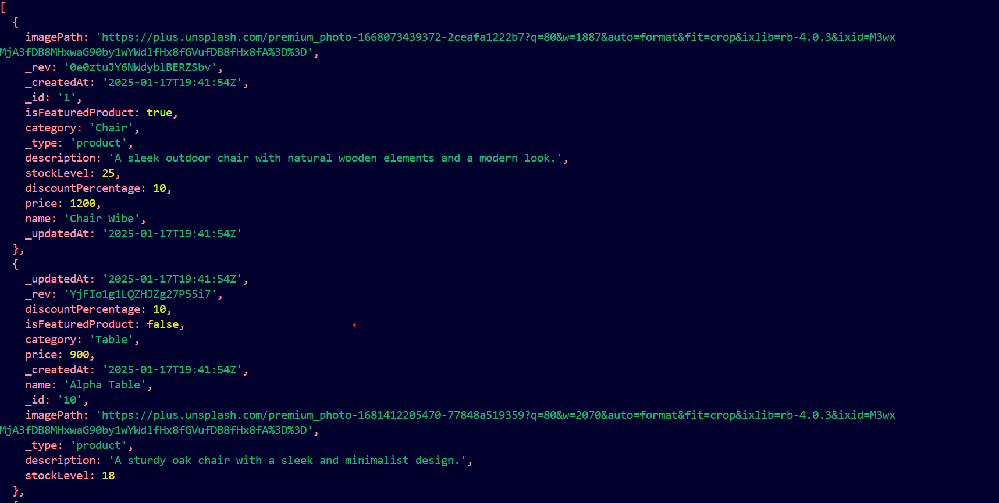 [
  {
    imagePath: 'https://plus.unsplash.com/premium_photo-1668073439372-2ceafa1222b7?q=80&w=1887&auto=format&fit=crop&ixlib=rb-4.0.3&ixid=M3wx
MjA3fDB8MHxwaG90by1wYWdlfHx8fGVufDB8fHx8fA%3D%3D',
    _rev: '0e0ztuJY6NWdyblBERZSbv',
    _createdAt: '2025-01-17T19:41:54Z',
    _id: '1',
    isFeaturedProduct: true,
    category: 'Chair',
    _type: 'product',
    description: 'A sleek outdoor chair with natural wooden elements and a modern look.',
    stockLevel: 25,
    discountPercentage: 10,
    price: 1200,
    name: 'Chair Wibe',
    _updatedAt: '2025-01-17T19:41:54Z'
  },
  {
    _updatedAt: '2025-01-17T19:41:54Z',
    _rev: 'YjFIo1g1LQZHJZg27P55i7',
    discountPercentage: 10,
    isFeaturedProduct: false,
    category: 'Table',
    price: 900,
    _createdAt: '2025-01-17T19:41:54Z',
    name: 'Alpha Table',
    _id: '10',
    imagePath: 'https://plus.unsplash.com/premium_photo-1681412205470-77848a519359?q=80&w=2070&auto=format&fit=crop&ixlib=rb-4.0.3&ixid=M3wx
MjA3fDB8MHxwaG90by1wYWdlfHx8fGVufDB8fHx8fA%3D%3D',
    _type: 'product',
    description: 'A sturdy oak chair with a sleek and minimalist design.',
    stockLevel: 18
  },